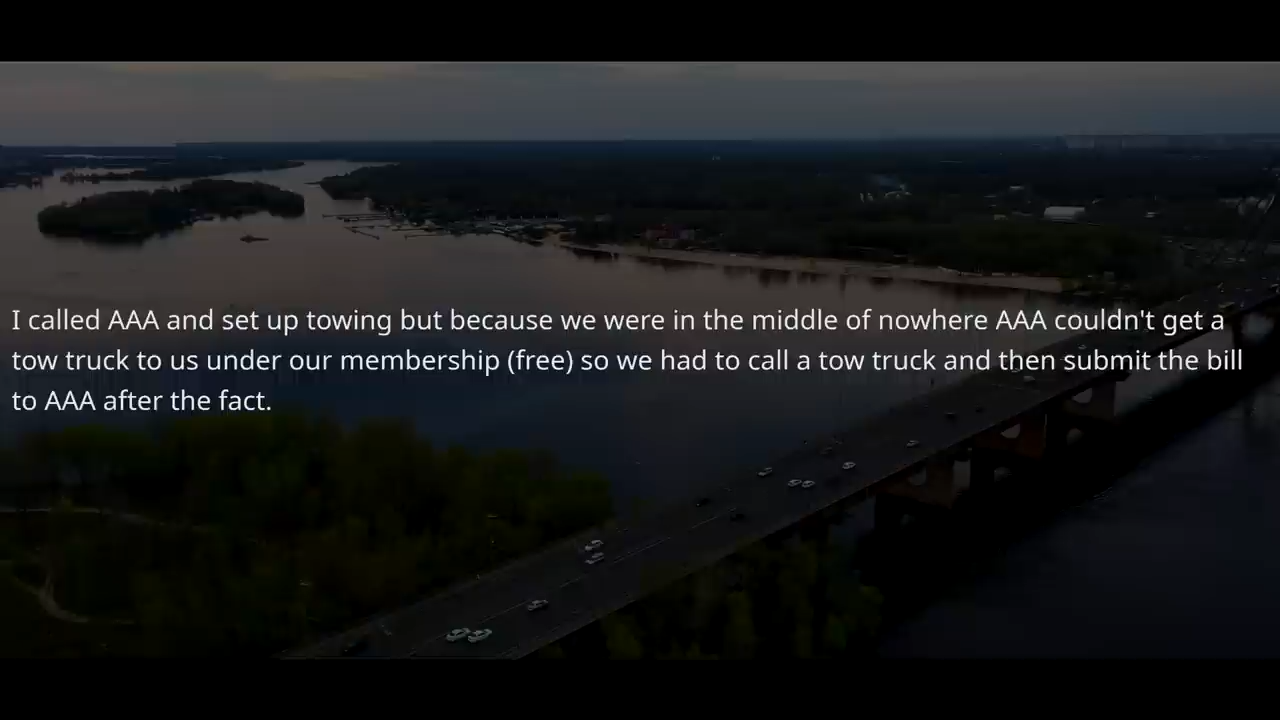 I called AAA and set up towing but because we were in the middle of nowhere AAA couldn't get a
tow truck to us under our membership (free) so we had to call a tow truck and then submit the bill
to AAA after the fact.